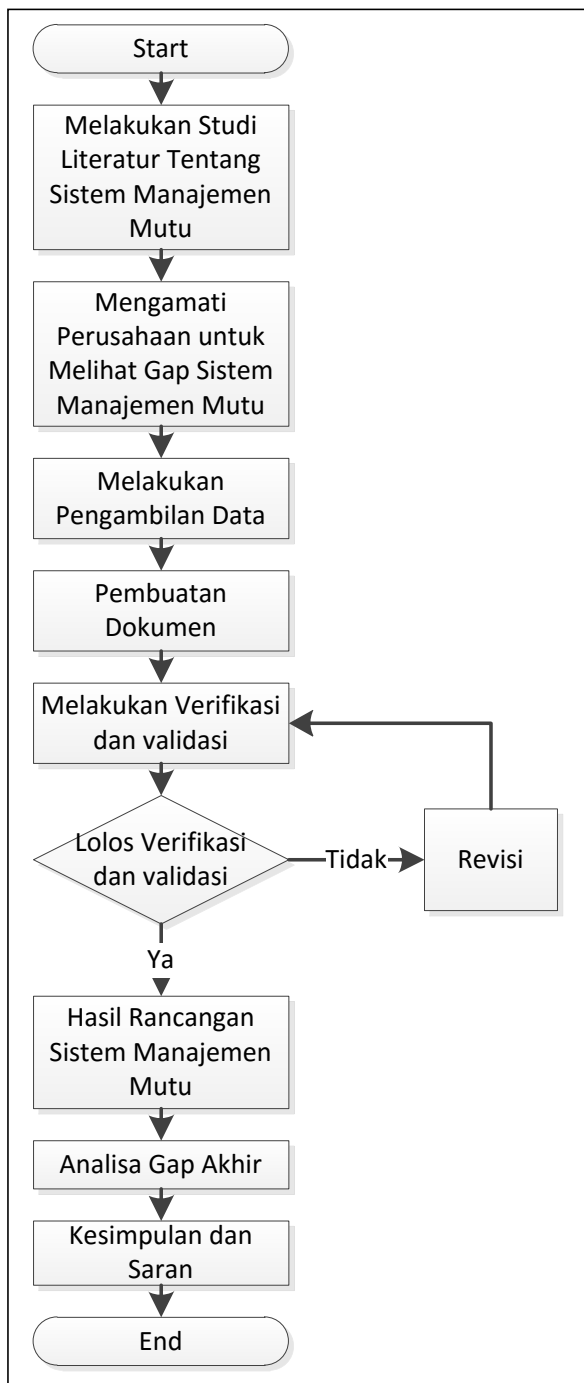 Start
Melakukan Studi
Literatur Tentang
Sistem Manajemen
Mutu
Mengamati
Perusahaan untuk
Melihat Gap Sistem
Manajemen Mutu
Melakukan
Pengambilan Data
Pembuatan
Dokumen
Melakukan Verifikasi
dan validasi
Lolos Verifikasi
dan validasi
Tidak
Revisi
Ya
Hasil Rancangan
Sistem Manajemen
Mutu
Analisa Gap Akhir
Kesimpulan dan
Saran
End